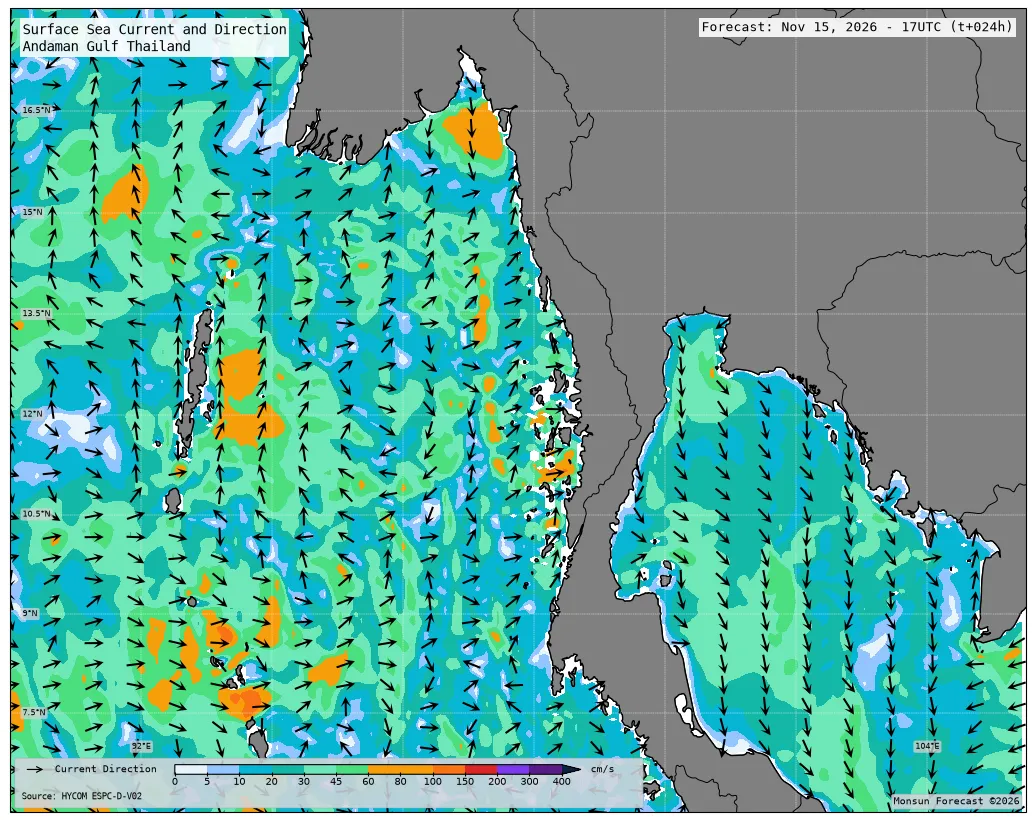 Surface Sea Current and Direction
Andaman Gulf Thailand
Forecast: Nov 15, 2026 - 17UTC (t+024h)
16.5°N
15°N
13.5°N
12°N
10.5°N
9°N
7.5°N
92°E
104°E
Current Direction
0 5 10 20 30 45 60 80 100 150 200 300 400 cm/s
Source: HYCOM ESPC-D-V02
Monsun Forecast ©2026